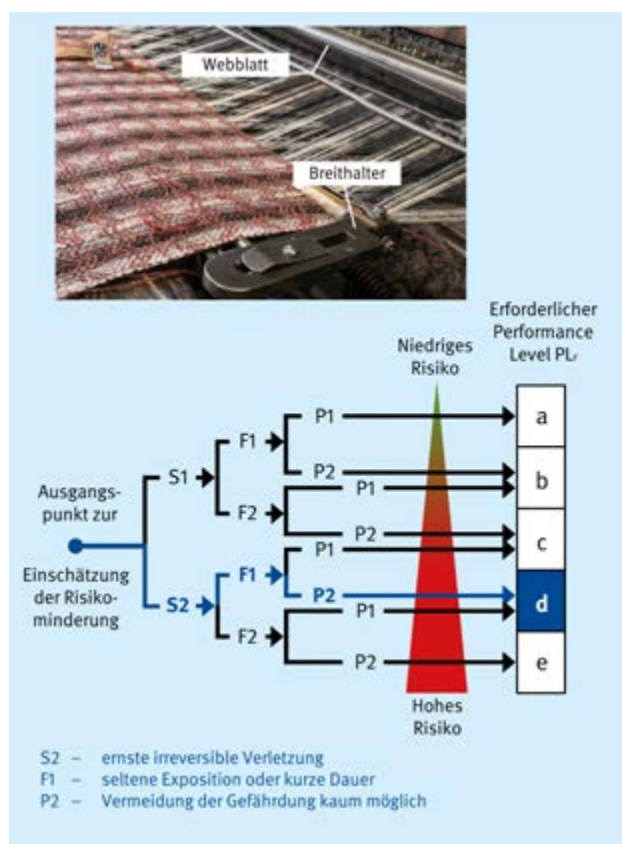 Webblatt
Breithalter
Erforderlicher
Performance
Level PLr
Niedriges
Risiko
P1
a
F1
P2
b
S1
P1
F2
P2
c
Ausgangs-
punkt zur
Einschätzung
der Risiko-
minderung
P1
F1
P2
d
S2
P1
F2
P2
e
Hohes
Risiko
S2 – ernste irreversible Verletzung
F1 – seltene Exposition oder kurze Dauer
P2 – Vermeidung der Gefährdung kaum möglich